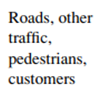 Roads, other
traffic,
pedestrians,
customers